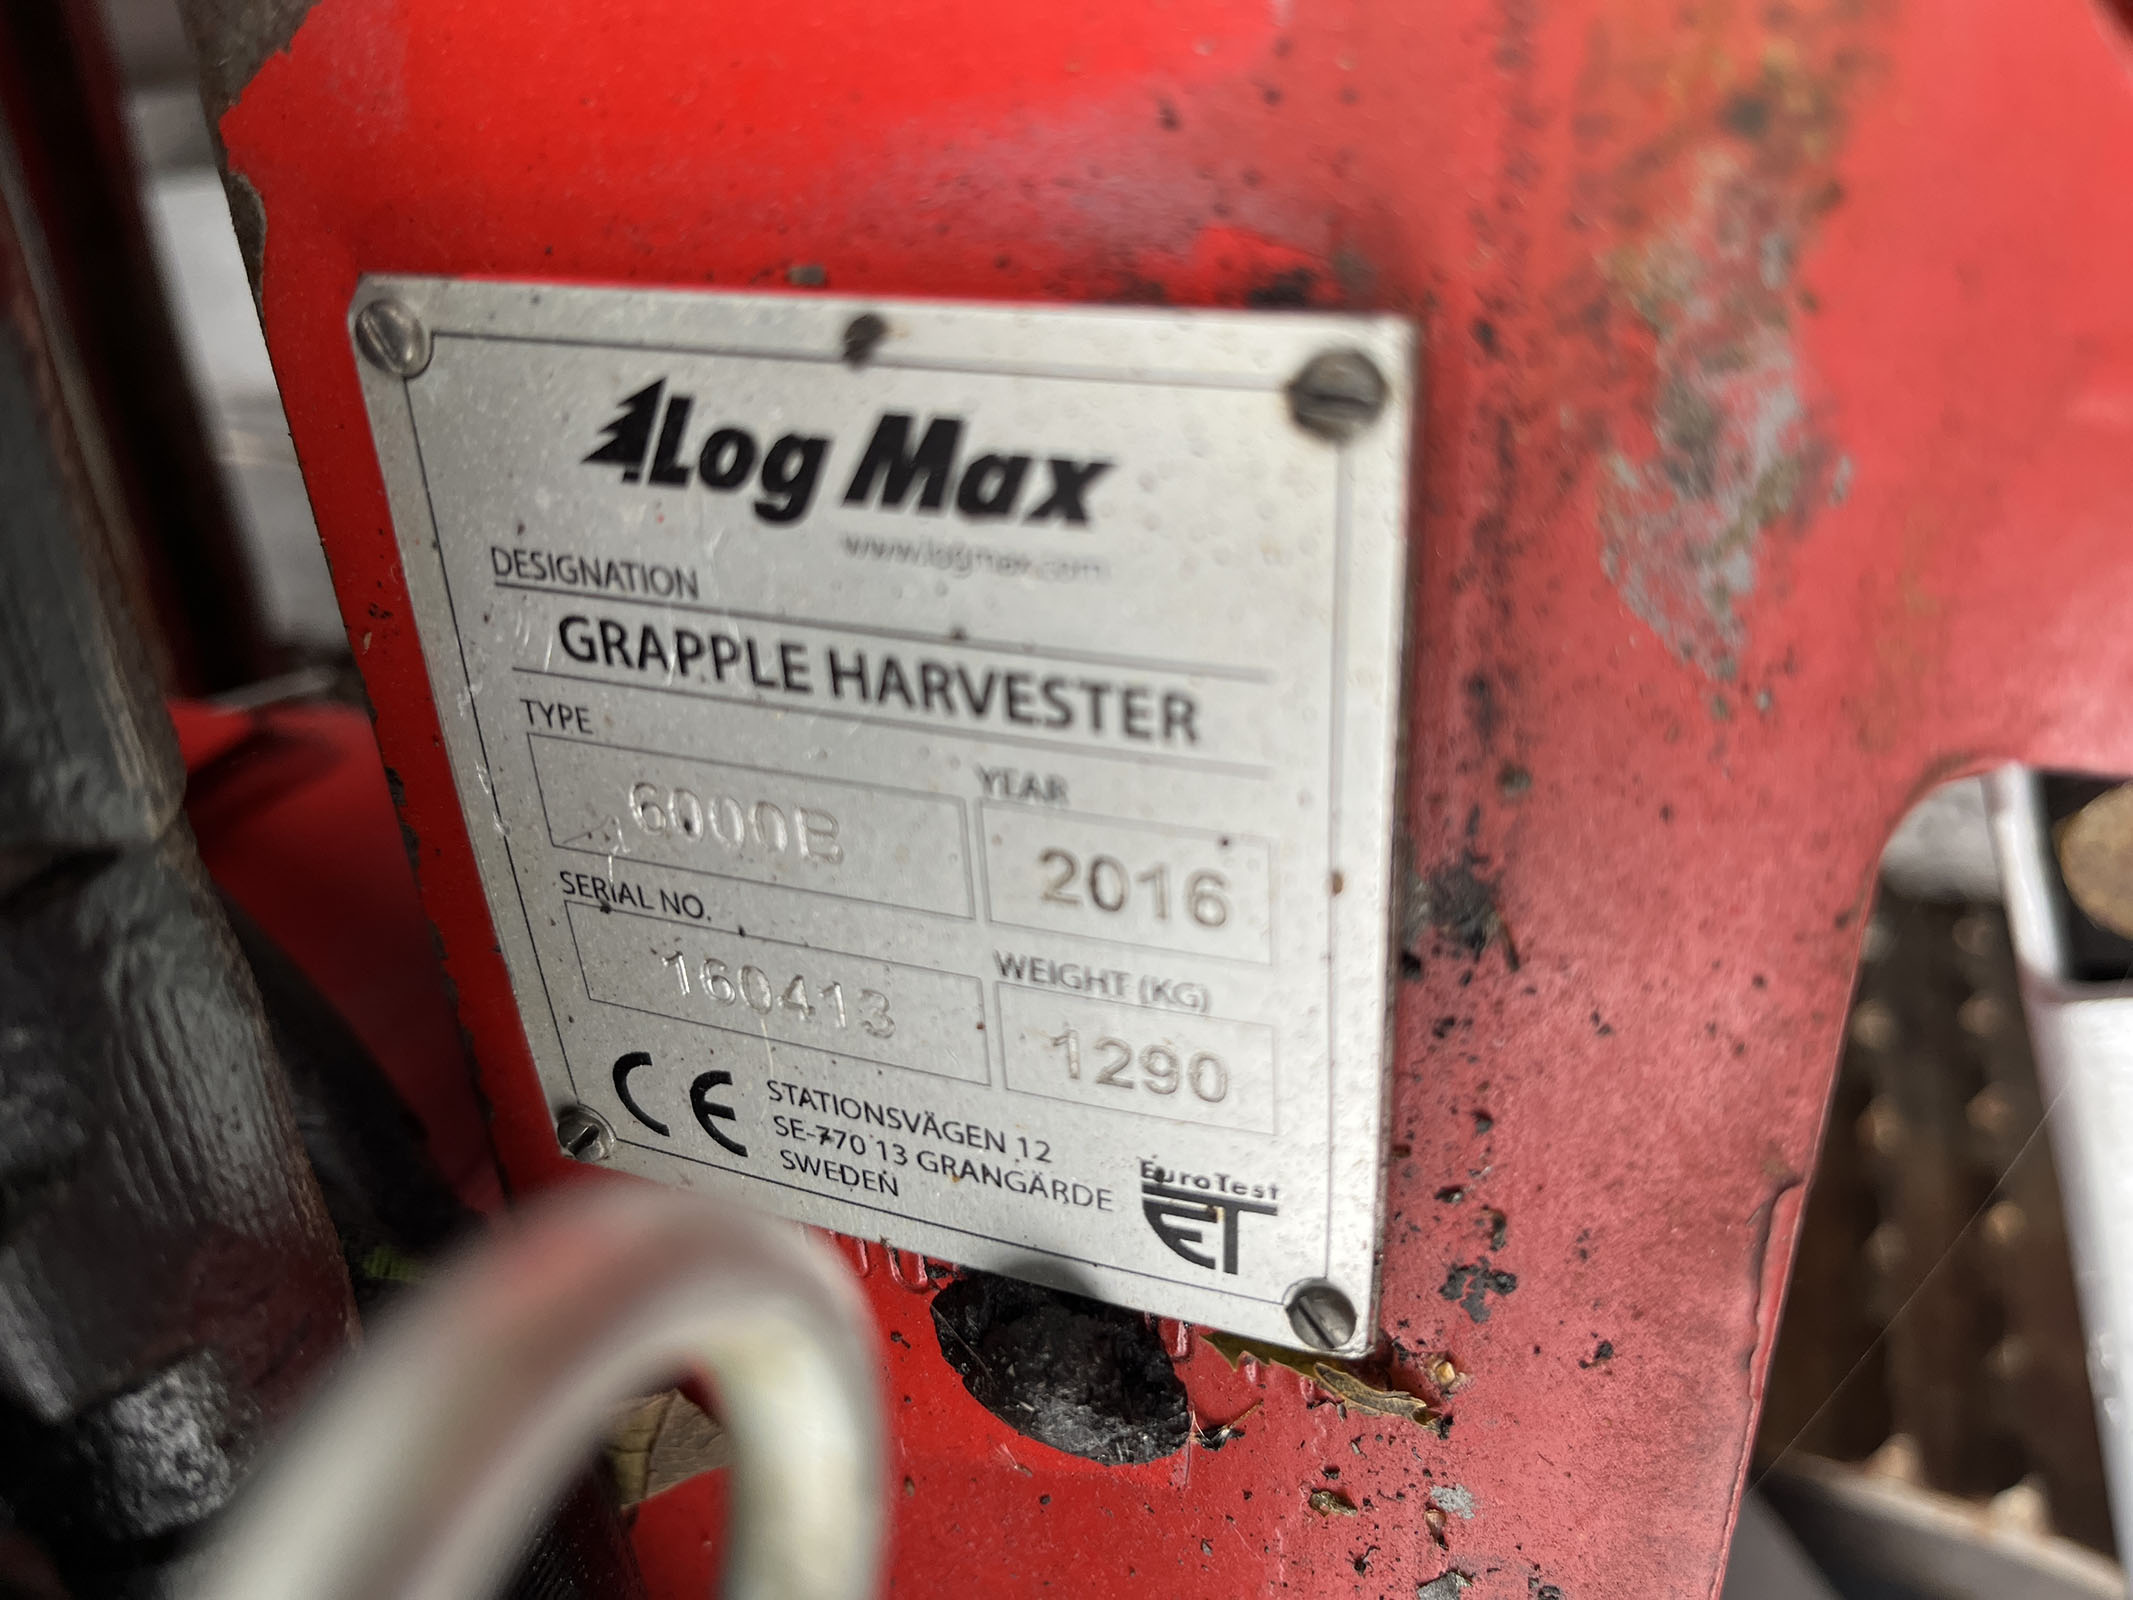 Log Max
www.logmax.com
DESIGNATION
GRAPPLE HARVESTER
TYPE
6000B
YEAR
2016
SERIAL NO.
160413
WEIGHT (KG)
1290
CE
STATIONSVÄGEN 12
SE-770 13 GRANGÄRDE
SWEDEN
EuroTest
ET